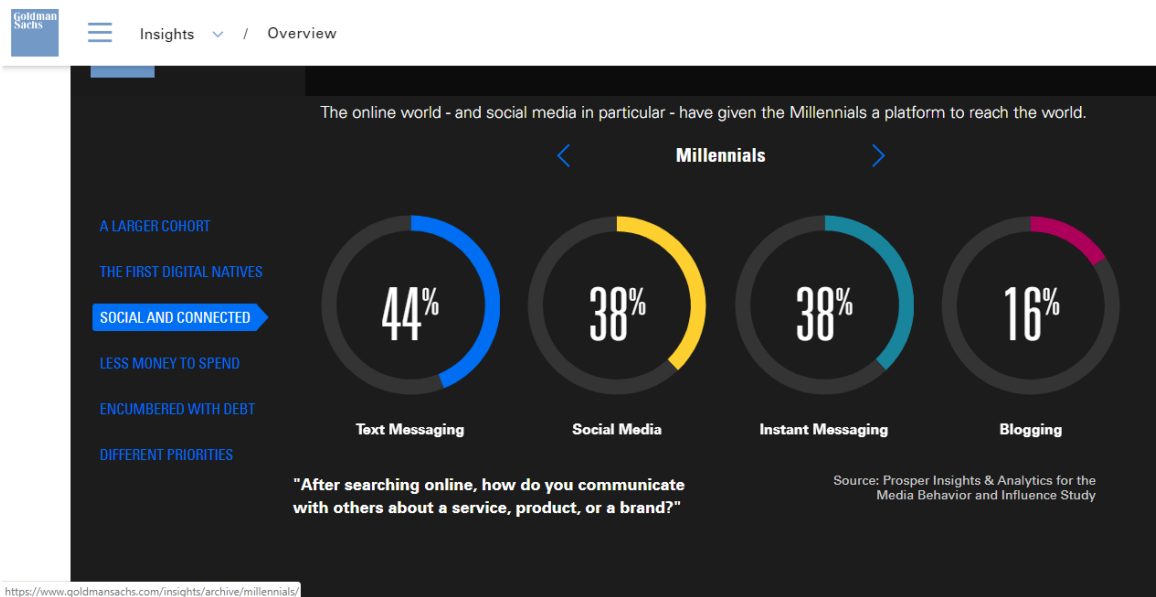 Goldman
Sachs
Insights / Overview
The online world - and social media in particular - have given the Millennials a platform to reach the world.
Millennials
A LARGER COHORT
THE FIRST DIGITAL NATIVES
SOCIAL AND CONNECTED
LESS MONEY TO SPEND
ENCUMBERED WITH DEBT
DIFFERENT PRIORITIES
44% 38% 38% 16%
Text Messaging Social Media Instant Messaging Blogging
"After searching online, how do you communicate
with others about a service, product, or a brand?"
Source: Prosper Insights & Analytics for the
Media Behavior and Influence Study
https://www.goldmansachs.com/insights/archive/millennials/